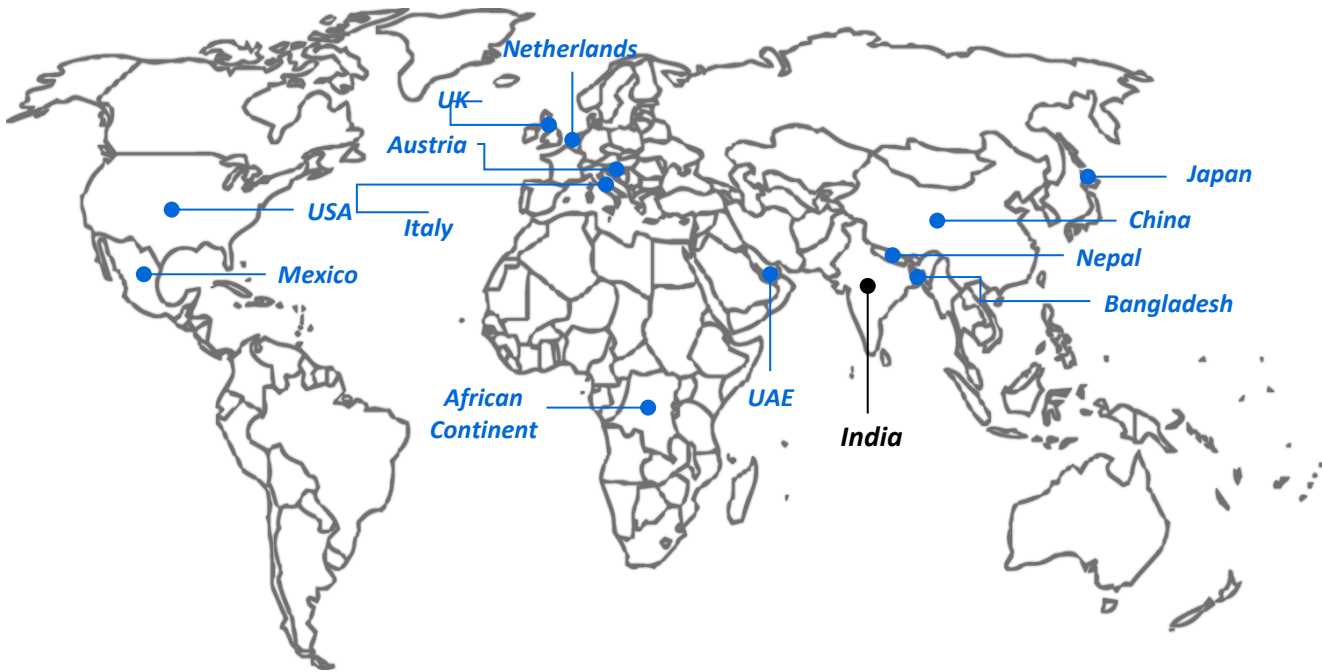 Netherlands
UK
Austria
Japan
USA
China
Italy
Nepal
Mexico
Bangladesh
African
Continent
UAE
India